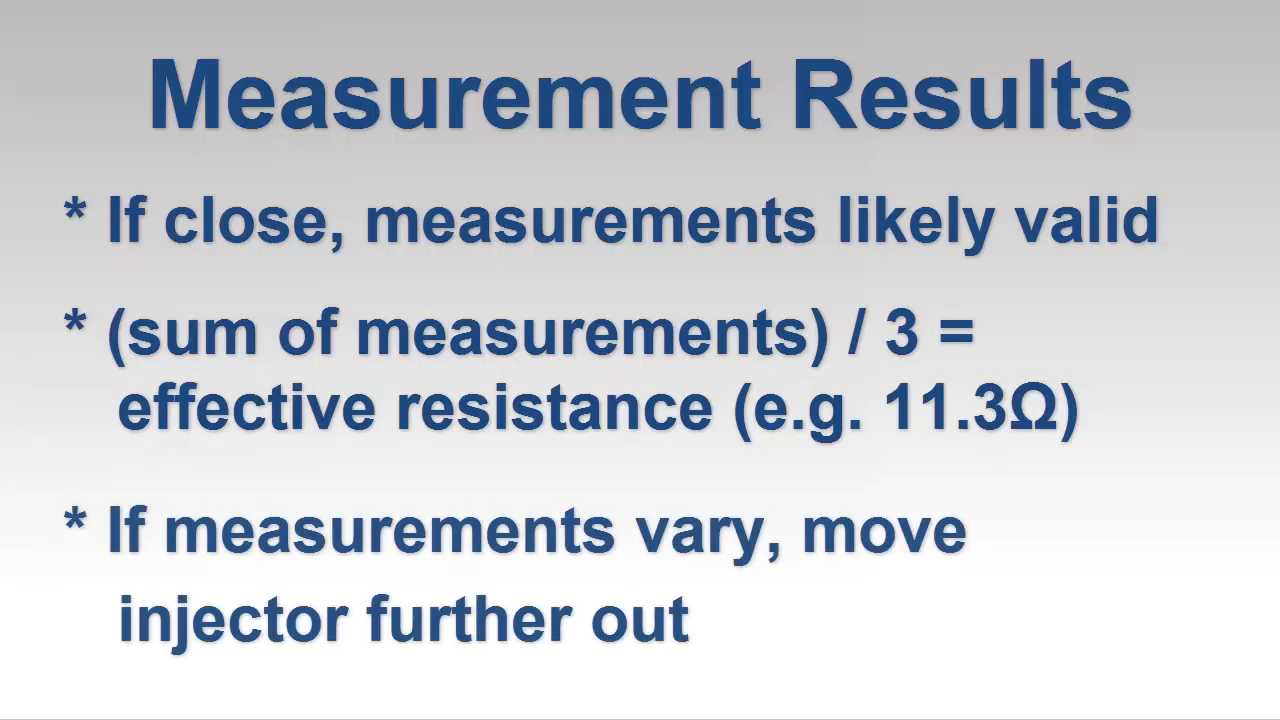 Measurement Results
* If close, measurements likely valid
* (sum of measurements) / 3 =
effective resistance (e.g. 11.3Ω)
* If measurements vary, move
injector further out